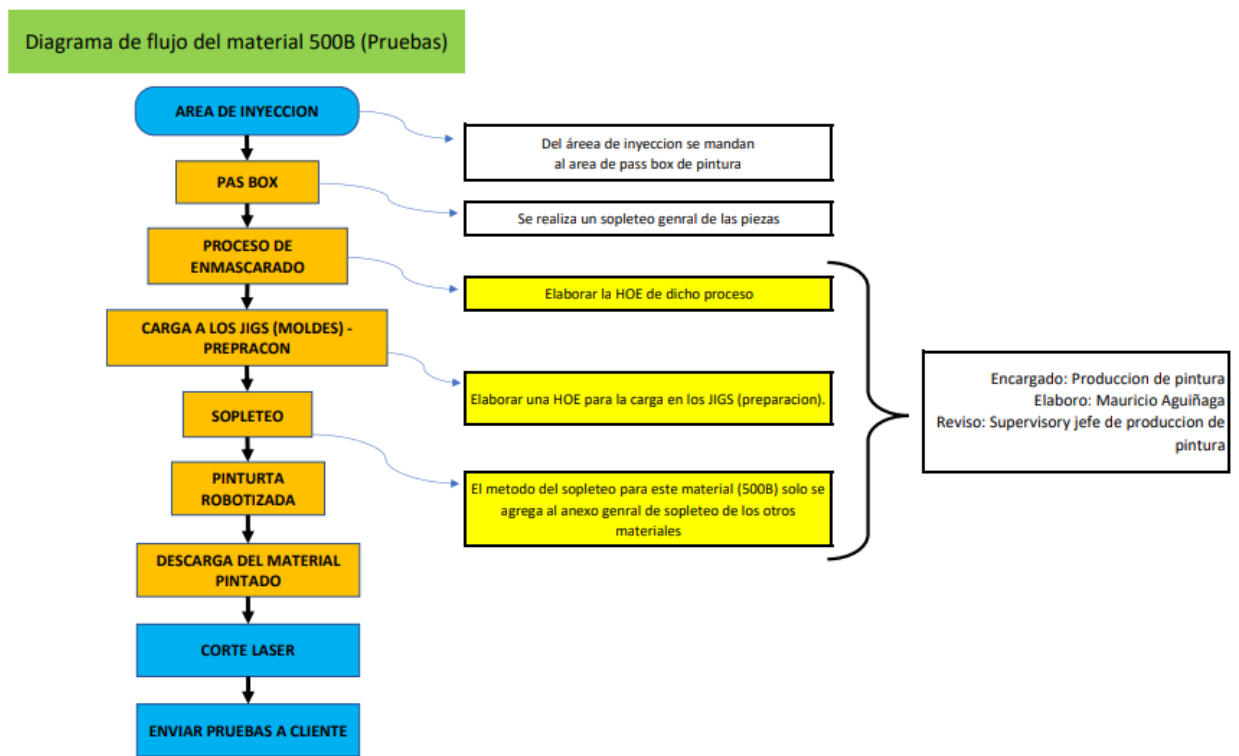 Diagrama de flujo del material 500B (Pruebas)
AREA DE INYECCION
Del áreea de inyeccion se mandan
al area de pass box de pintura
PAS BOX
Se realiza un sopleteo genral de las piezas
PROCESO DE
ENMASCARADO
Elaborar la HOE de dicho proceso
CARGA A LOS JIGS (MOLDES) -
PREPRACON
Elaborar una HOE para la carga en los JIGS (preparacion).
SOPLETEO
El metodo del sopleteo para este material (500B) solo se
agrega al anexo genral de sopleteo de los otros
materiales
Encargado: Produccion de pintura
Elaboro: Mauricio Aguiñaga
Reviso: Supervisory jefe de produccion de
pintura
PINTURTA
ROBOTIZADA
DESCARGA DEL MATERIAL
PINTADO
CORTE LASER
ENVIAR PRUEBAS A CLIENTE